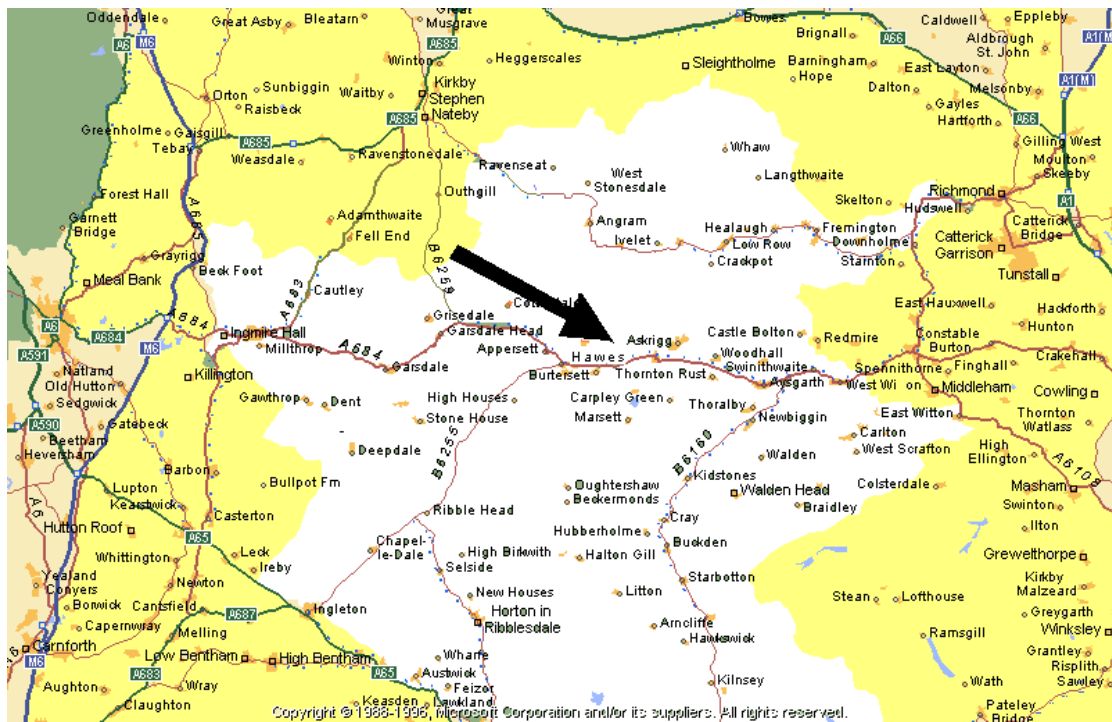 Oddendale
Great Asby
Bleatarn
Great
Musgrave
Bowes
Caldwell
Eppleby
A6
M6
A685
Brignall
A66
Aldbrough
St. John
A1(M)
Winton
Heggerscales
Sleightholme
Barningham
Hope
East Layton
Melsonby
A1(M)
Orton
Sunbiggin
Raisbeck
Waitby
Kirkby
Stephen
Nateby
Dalton
Gayles
Hartforth
A66
Greenholme
Gaisgill
Tebay
A685
A685
Weasdale
Ravenstonedale
Ravenseat
Whaw
Gilling West
Moulton
Skeeby
Forest Hall
A685
Outhgill
West
Stonesdale
Langthwaite
Richmond
Skelton
Hudswell
A1
Garnett
Bridge
Adamthwaite
Fell End
Angram
Ivelet
Healaugh
Low Row
Fremington
Downholme
Catterick
Bridge
Catterick
Garrison
Grayrigg
Beck Foot
B6259
Crackpot
Starnton
Tunstall
Meal Bank
Cautley
A683
East Hauxwell
Hackforth
Hunton
A6
A684
A684
Ingmire Hall
Grisedale
Garsdale Head
Castle Bolton
Redmire
Constable
Burton
Crakehall
A591
M6
Millthrop
A684
Garsdale
Appersett
Hawes
Askrigg
Woodhall
Swinithwaite
Spennithorne
Finghall
Natland
Old Hutton
Killington
Burtersett
Thornton Rust
Aysgarth
Middleham
Cowling
Sedgwick
Gawthrop
Dent
High Houses
Carpley Green
Thoralby
A590
Gatebeck
Stone House
Marsett
Newbiggin
East Witton
Thornton
Watlass
Beetham
Heversham
Deepdale
B6255
B6160
Walden
Carlton
West Scrafton
High
Ellington
A6108
Barbon
Bullpot Fm
Kidstones
Lupton
Kearstwick
Oughtershaw
Beckermonds
Walden Head
Colsterdale
Masham
A6
Casterton
Ribble Head
Braidley
Swinton
Hutton Roof
A65
Hubberholme
Cray
Ilton
Whittington
Leck
Ireby
Chapel-
le-Dale
High Birkwith
Selside
Halton Gill
Buckden
Grewelthorpe
Yealand
Conyers
Newton
New Houses
Litton
Starbotton
Kirkby
Malzeard
Borwick
Cantsfield
A687
Ingleton
Horton in
Ribblesdale
Stean
Lofthouse
Greygarth
Capernwray
Melling
Arncliffe
Hawkswick
Ramsgill
Winksley
Carnforth
Low Bentham
High Bentham
Wharfe
Grantley
M6
A683
A65
Austwick
Feizor
Lawkland
Kilnsey
Risplith
Sawley
Aughton
Wray
Wath
Claughton
Keasden
Pateley
Bridge
Copyright © 1988-1996, Microsoft Corporation and/or its suppliers. All rights reserved.